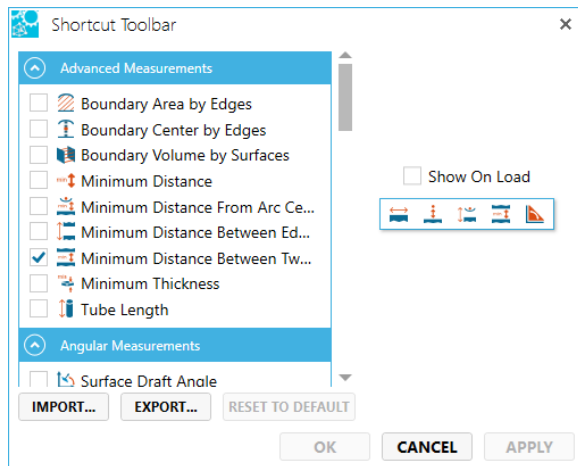 Shortcut Toolbar
Advanced Measurements
Boundary Area by Edges
Boundary Center by Edges
Boundary Volume by Surfaces
Minimum Distance
Minimum Distance From Arc Ce...
Minimum Distance Between Ed...
Minimum Distance Between Tw...
Minimum Thickness
Tube Length
Angular Measurements
Surface Draft Angle
Show On Load
IMPORT...
EXPORT...
RESET TO DEFAULT
OK
CANCEL
APPLY